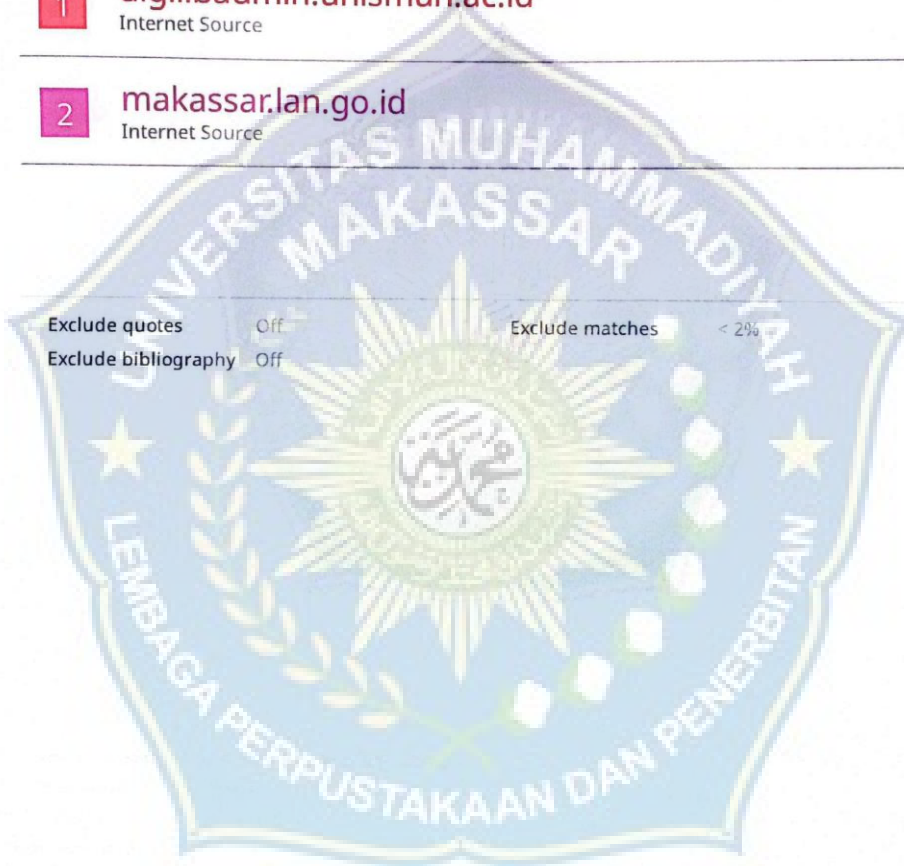 1
Internet Source
2 makassar.lan.go.id
Internet Source
UNIVERSITAS MUHAMMADIYAH
MAKASSAR
Exclude quotes Off
Exclude matches < 2%
Exclude bibliography Off
LEMBAGA PERPUSTAKAAN DAN PENERBITAN